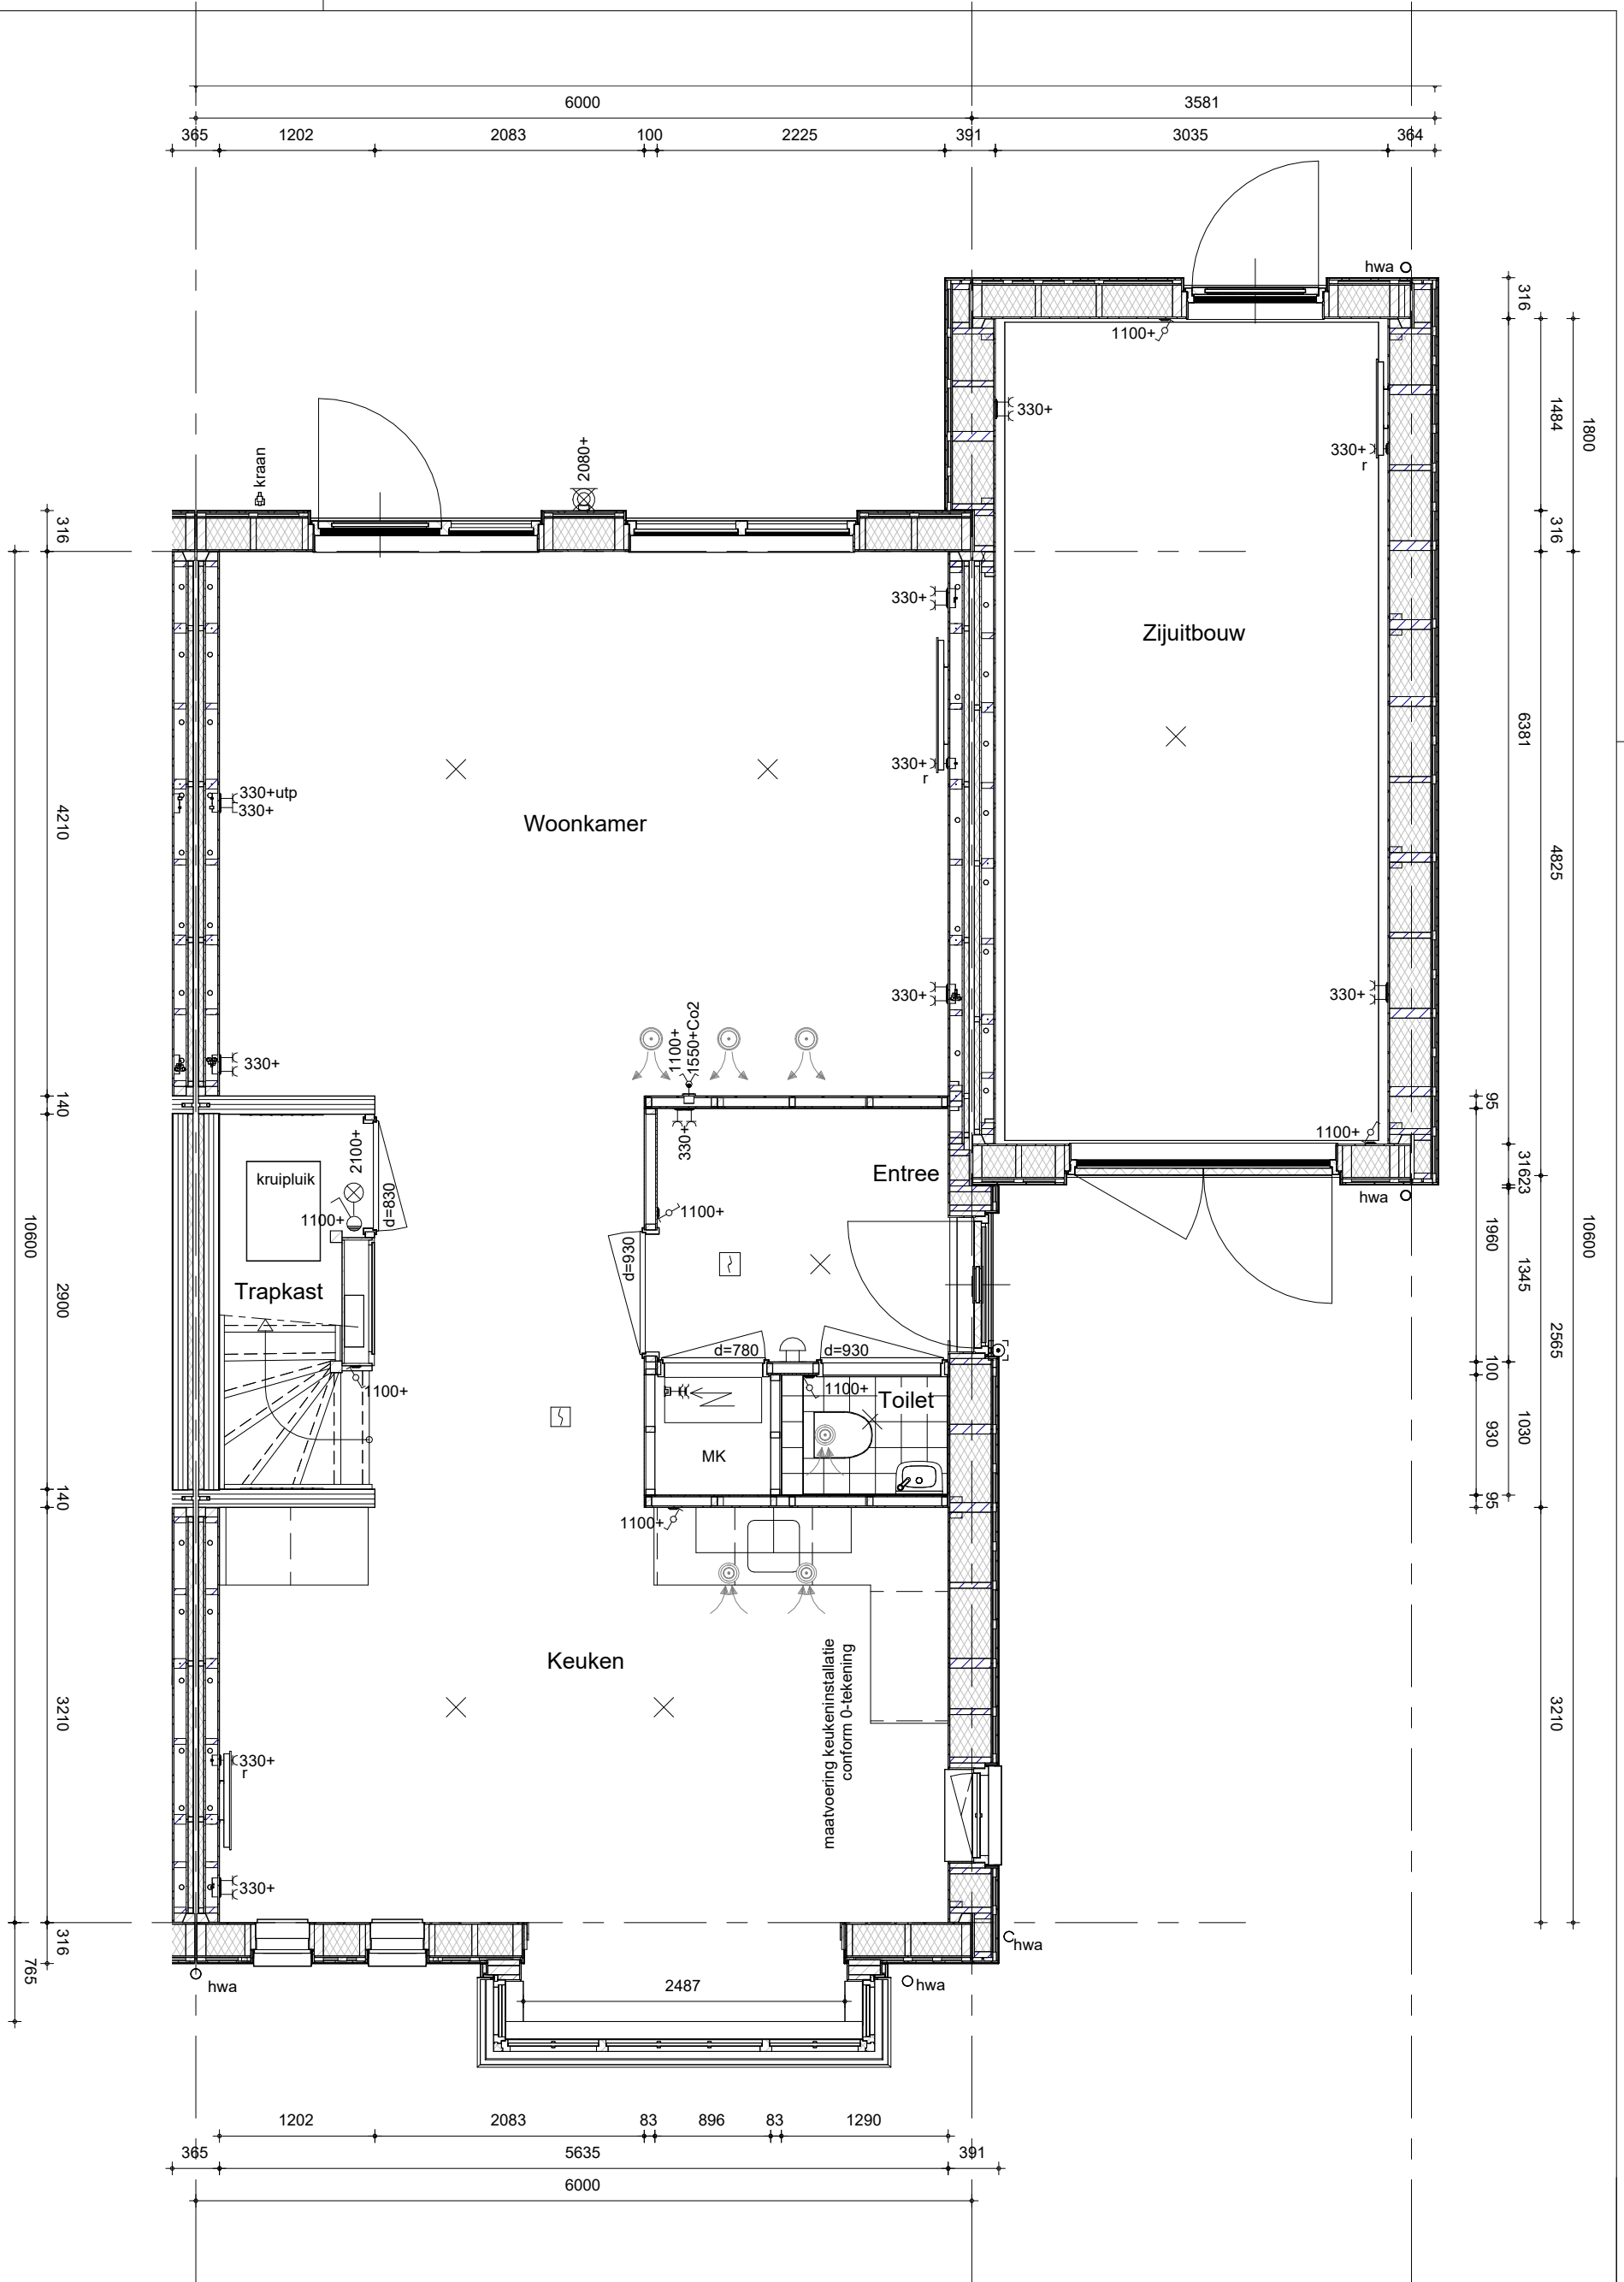 6000
3581
365
1202
2083
100
2225
391
3035
364
hwa
316
1100+
330+
1484
1800
330+
r
kraan
2080+
316
316
330+
Zijuitbouw
6381
330+
r
330+utp
330+
Woonkamer
4210
4825
330+
330+
1100+
1550+Co2
330+
140
95
330+
1100+
2100+
kruipluik
Entree
d=830
31623
hwa
1100+
1100+
10600
1960
10600
d=930
1345
Trapkast
2900
2565
d=780
d=930
100
1100+
1100+
Toilet
930
1030
MK
140
95
1100+
Keuken
maatvoering keukeninstallatie
conform 0-tekening
3210
3210
330+
r
330+
316
hwa
765
hwa
2487
hwa
1202
2083
83
896
83
1290
365
5635
391
6000